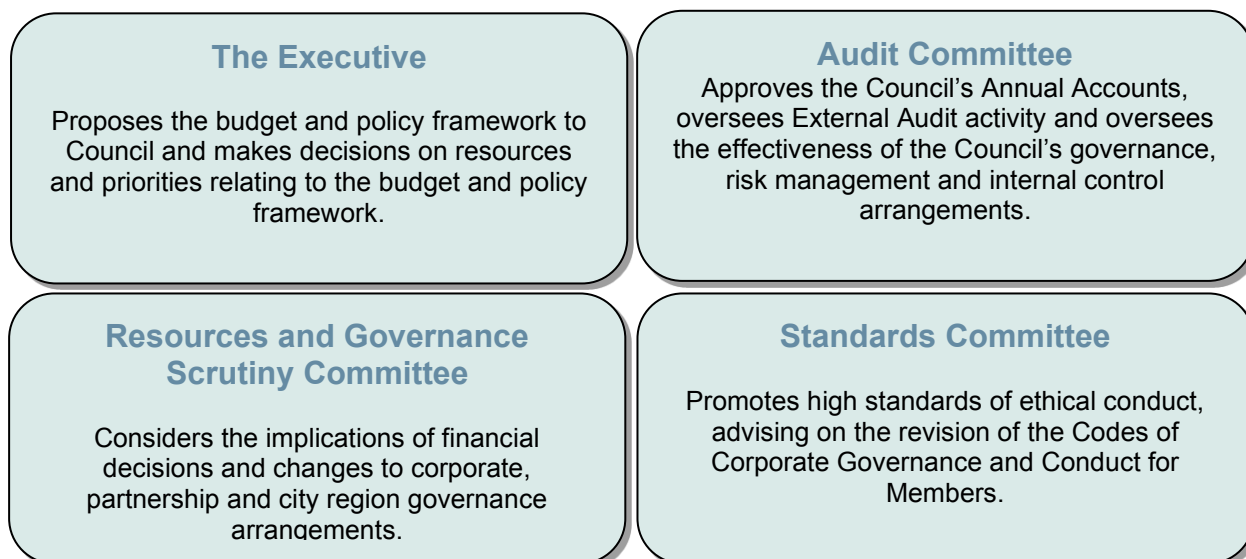 The Executive
Proposes the budget and policy framework to
Council and makes decisions on resources
and priorities relating to the budget and policy
framework.
Audit Committee
Approves the Council’s Annual Accounts,
oversees External Audit activity and oversees
the effectiveness of the Council’s governance,
risk management and internal control
arrangements.
Resources and Governance
Scrutiny Committee
Considers the implications of financial
decisions and changes to corporate,
partnership and city region governance
arrangements.
Standards Committee
Promotes high standards of ethical conduct,
advising on the revision of the Codes of
Corporate Governance and Conduct for
Members.